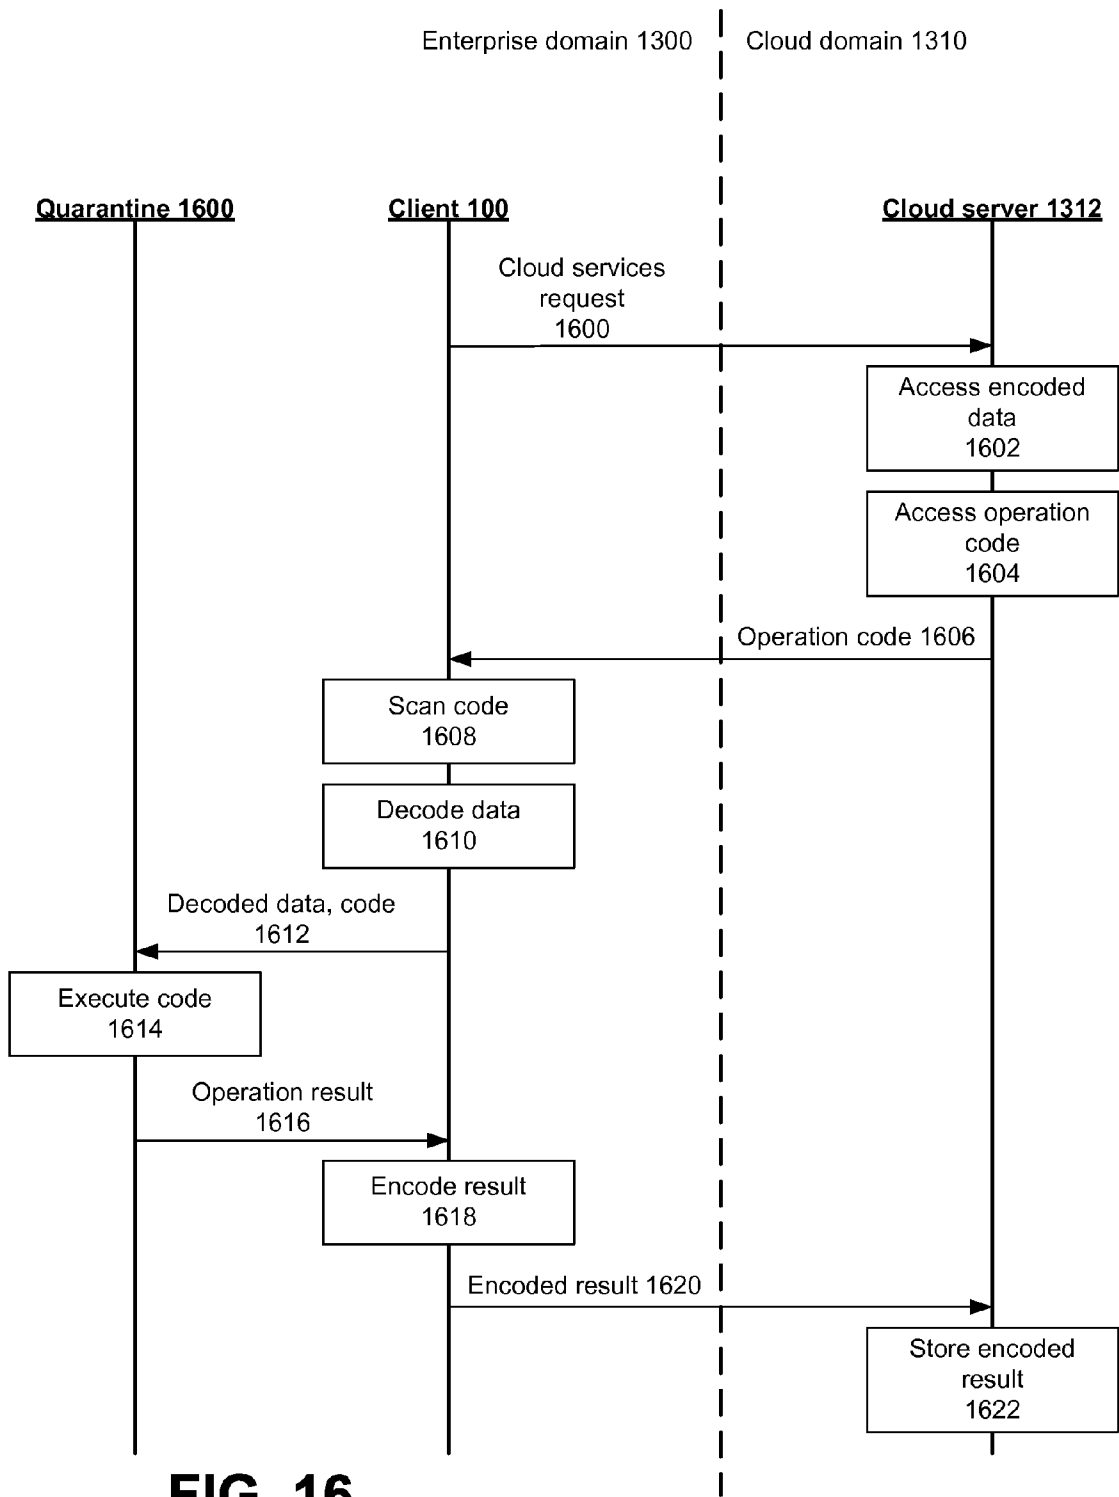 Enterprise domain 1300
Cloud domain 1310
Quarantine 1600
Client 100
Cloud server 1312
Cloud services
request
1600
Access encoded
data
1602
Access operation
code
1604
Operation code 1606
Scan code
1608
Decode data
1610
Decoded data, code
1612
Execute code
1614
Operation result
1616
Encode result
1618
Encoded result 1620
Store encoded
result
1622
FIG. 16